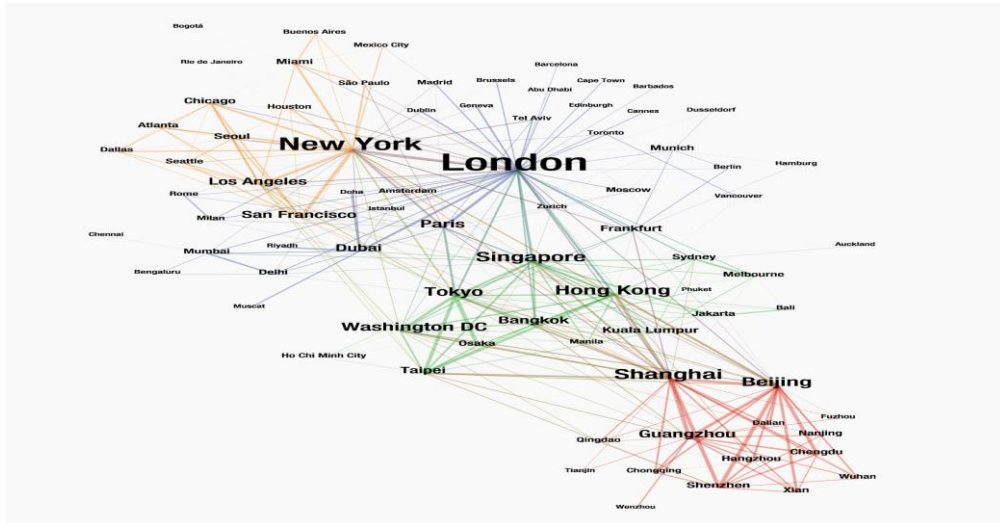 Bogotá
Buenos Aires
Mexico City
Rio de Janeiro
Miami
Barcelona
São Paulo
Madrid
Brussels
Cape Town
Abu Dhabi
Barbados
Chicago
Houston
Dublin
Geneva
Edinburgh
Cannes
Dusseldorf
Tel Aviv
Atlanta
Seoul
Toronto
New York
Dallas
Munich
Seattle
London
Berlin
Hamburg
Los Angeles
Rome
Doha
Amsterdam
Moscow
Vancouver
Istanbul
Zurich
Milan
San Francisco
Paris
Frankfurt
Chennai
Mumbai
Riyadh
Dubai
Auckland
Singapore
Sydney
Bengaluru
Delhi
Melbourne
Tokyo
Hong Kong
Phuket
Muscat
Bali
Jakarta
Washington DC
Bangkok
Kuala Lumpur
Osaka
Manila
Ho Chi Minh City
Taipei
Shanghai
Beijing
Fuzhou
Dalian
Qingdao
Guangzhou
Nanjing
Hangzhou
Chengdu
Tianjin
Chongqing
Wuhan
Shenzhen
Xian
Wenzhou